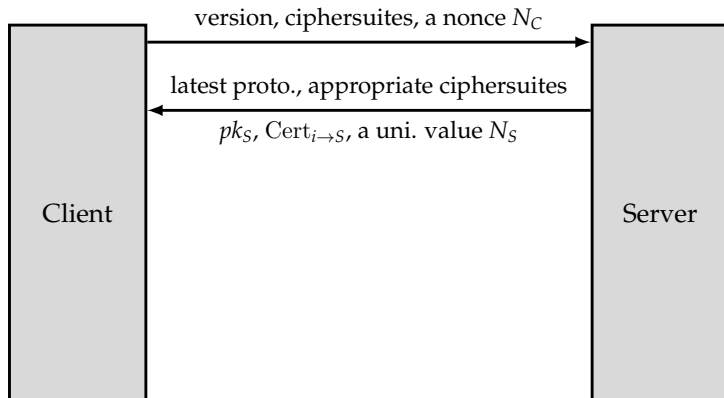 version, ciphersuites, a nonce N_C
latest proto., appropriate ciphersuites
pk_S, Cert_{i→S}, a uni. value N_S
Client
Server